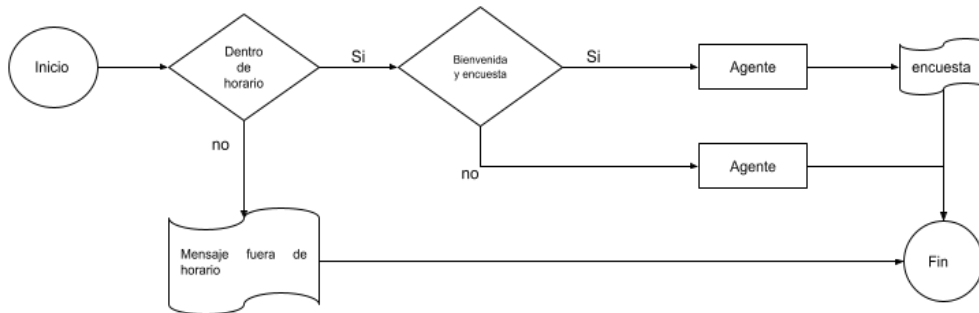 Inicio
Dentro
de
horario
Si
Bienvenida
y encuesta
Si
Agente
encuesta
no
no
Agente
Mensaje fuera de
horario
Fin